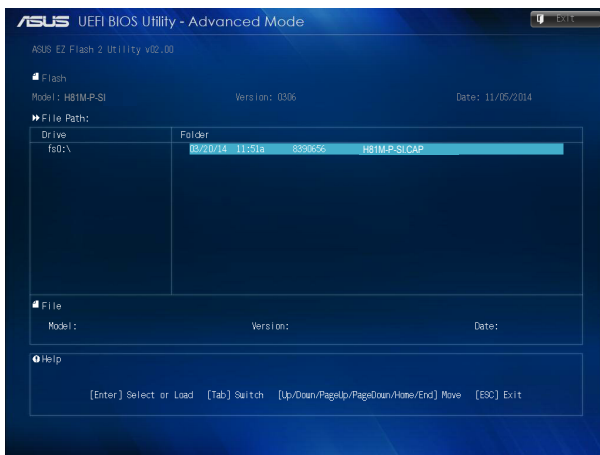 ASUS UEFI BIOS Utility - Advanced Mode
Exit
ASUS EZ Flash 2 Utility v02.00
Flash
Model: H81M-P-SI Version: 0306 Date: 11/05/2014
File Path:
Drive Folder
fs0:\ 03/20/14 11:51a 8390656 H81M-P-SI.CAP
File
Model: Version: Date:
Help
[Enter] Select or Load [Tab] Switch [Up/Down/PageUp/PageDown/Home/End] Move [ESC] Exit